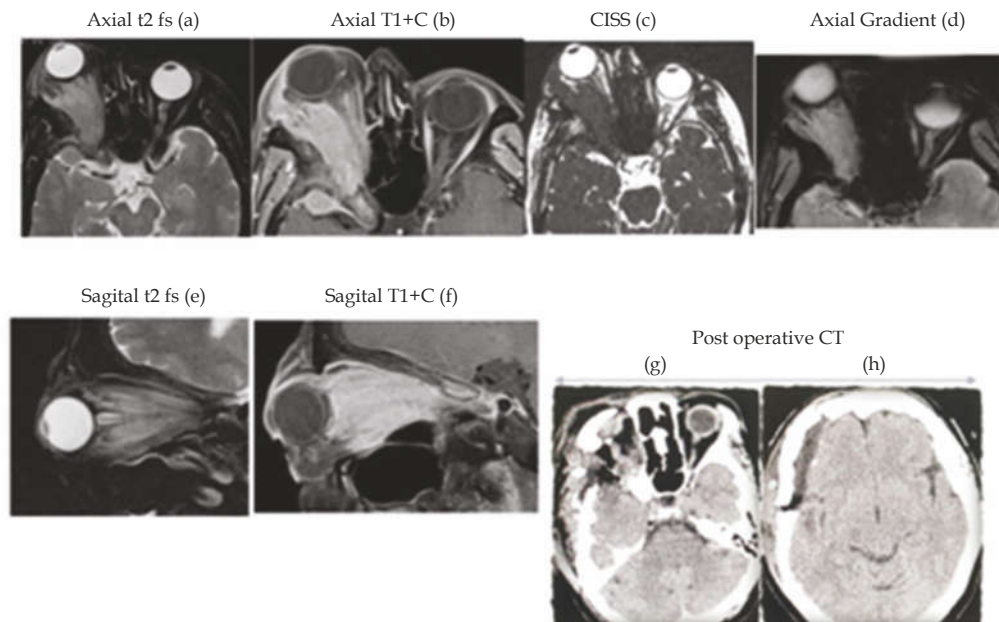 Axial t2 fs (a)
Axial T1+C (b)
CISS (c)
Axial Gradient (d)
Sagital t2 fs (e)
Sagital T1+C (f)
Post operative CT
(g)
(h)